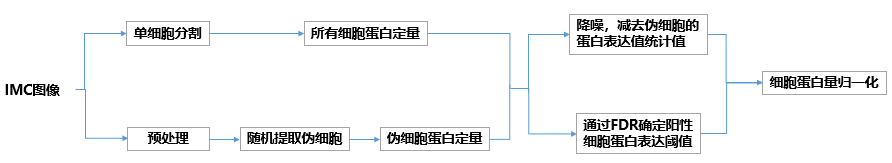 IMC图像
单细胞分割
所有细胞蛋白定量
预处理
随机提取伪细胞
伪细胞蛋白定量
降噪，减去伪细胞的
蛋白表达值统计值
通过FDR确定阳性
细胞蛋白表达阈值
细胞蛋白量归一化